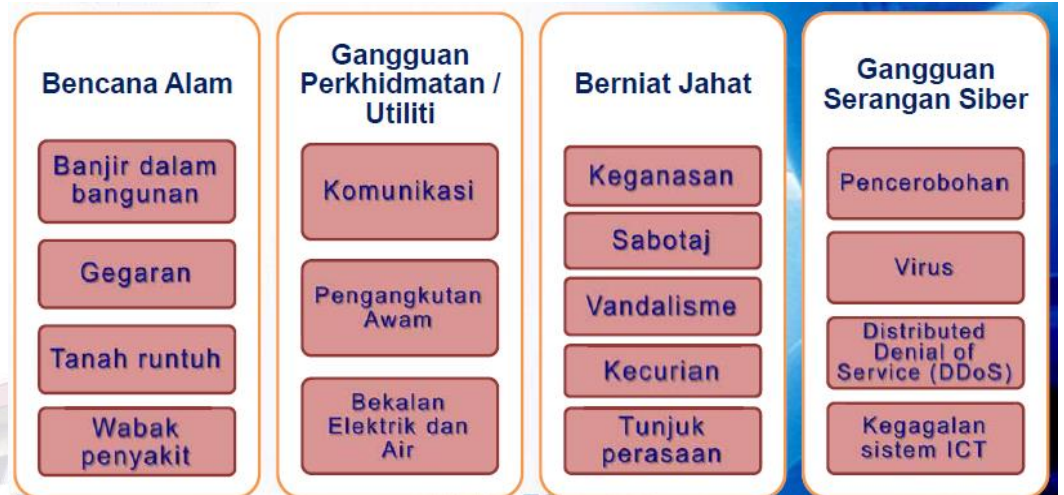 Bencana Alam
Banjir dalam
bangunan
Gegaran
Tanah runtuh
Wabak
penyakit
Gangguan
Perkhidmatan /
Utiliti
Komunikasi
Pengangkutan
Awam
Bekalan
Elektrik dan
Air
Berniat Jahat
Keganasan
Sabotaj
Vandalisme
Kecurian
Tunjuk
perasaan
Gangguan
Serangan Siber
Pencerobohan
Virus
Distributed
Denial of
Service (DDoS)
Kegagalan
sistem ICT